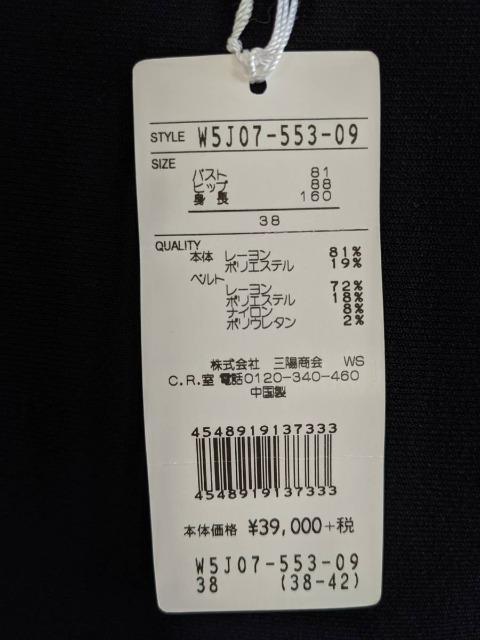 STYLE W5J07-553-09
SIZE
バスト 81
ヒップ 88
身長 160
38
QUALITY
本体 レーヨン 81%
ポリエステル 19%
ベルト
レーヨン 72%
ポリエステル 18%
ナイロン 8%
ポリウレタン 2%
株式会社 三陽商会 WS
C.R.室 電話0120-340-460
中国製
4548919137333
4548919137333
本体価格 ¥39,000+税
W5J07-553-09
38 (38-42)